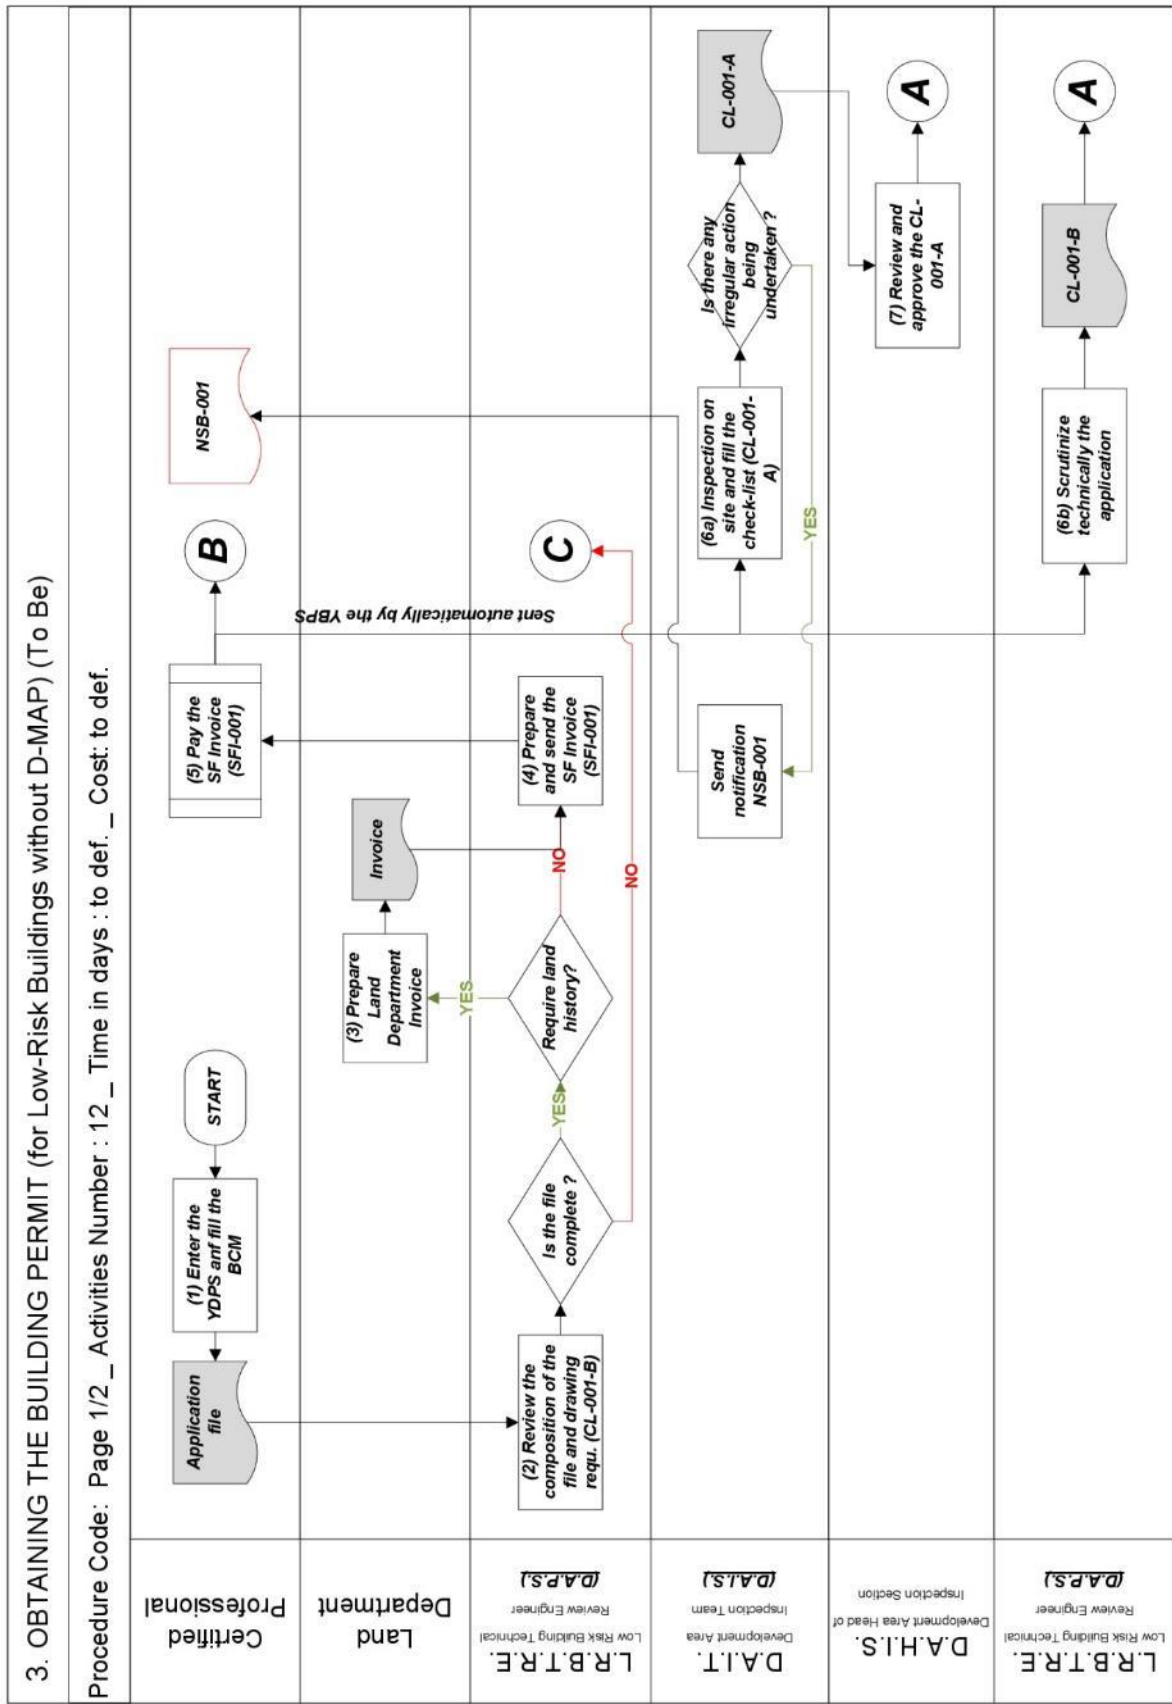 3. OBTAINING THE BUILDING PERMIT (for Low-Risk Buildings without D-MAP) (To Be)
Procedure Code: Page 1/2 _ Activities Number : 12 _ Time in days : to def. _ Cost: to def.
Certified
Professional
Application
file
(1) Enter the
YDPS anf fill the
BCM
START
(5) Pay the
SF Invoice
(SFI-001)
B
NSB-001
Land
Department
(3) Prepare
Land
Department
Invoice
Invoice
Sent automatically by the YBPS
L.R.B.T.R.E.
Low Risk Building Technical
Review Engineer
(D.A.P.S.)
(2) Review the
composition of the
file and drawing
requ. (CL-001-B)
Is the file
complete ?
YES
Require land
history?
YES
NO
(4) Prepare
and send the
SF Invoice
(SFI-001)
NO
C
D.A.I.T.
Development Area
Inspection Team
(D.A.I.S.)
Send
notification
NSB-001
(6a) Inspection on
site and fill the
check-list (CL-001-
A)
Is there any
irregular action
being
undertaken ?
YES
CL-001-A
D.A.H.I.S.
Development Area Head of
Inspection Section
(7) Review and
approve the CL-
001-A
A
L.R.B.T.R.E.
Low Risk Building Technical
Review Engineer
(D.A.P.S.)
(6b) Scrutinize
technically the
application
CL-001-B
A